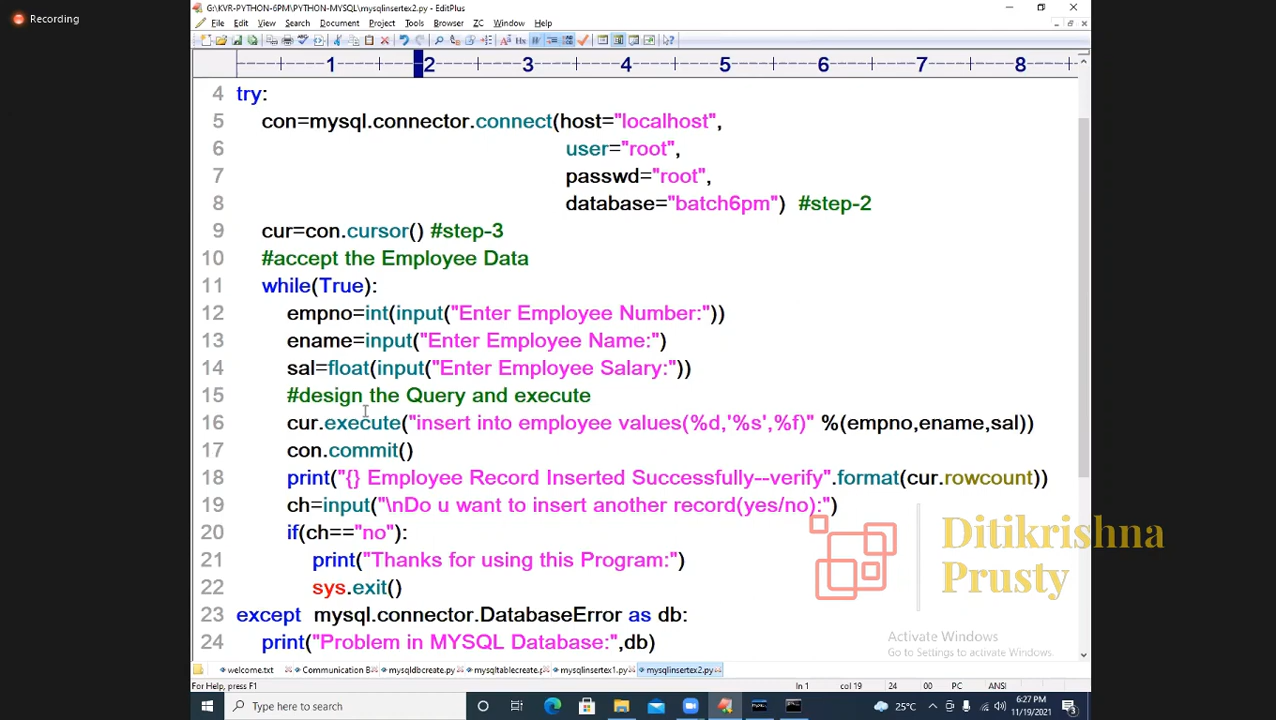 Recording
G:\KVR-PYTHON-6PM\PYTHON-MYSQL\mysqlinsertex2.py - EditPlus
File Edit View Search Document Project Tools Browser ZC Window Help
1 2 3 4 5 6 7 8
4 try:
5 con=mysql.connector.connect(host="localhost",
6 user="root",
7 passwd="root",
8 database="batch6pm") #step-2
9 cur=con.cursor() #step-3
10 #accept the Employee Data
11 while(True):
12 empno=int(input("Enter Employee Number:"))
13 ename=input("Enter Employee Name:")
14 sal=float(input("Enter Employee Salary:"))
15 #design the Query and execute
16 cur.execute("insert into employee values(%d,'%s',%f)" %(empno,ename,sal))
17 con.commit()
18 print("{} Employee Record Inserted Successfully--verify".format(cur.rowcount))
19 ch=input("\nDo u want to insert another record(yes/no):")
20 if(ch=="no"):
21 print("Thanks for using this Program:")
22 sys.exit()
23 except mysql.connector.DatabaseError as db:
24 print("Problem in MYSQL Database:",db)
Ditikrishna
Prusty
Activate Windows
Go to Settings to activate Windows.
welcome.txt Communication B mysqldbcreate.py mysqltablecreate.p mysqlinsertex1.py mysqlinsertex2.py
For Help, press F1 ln 1 col 19 24 00 PC ANSI
Type here to search 25°C 6:27 PM
11/19/2021